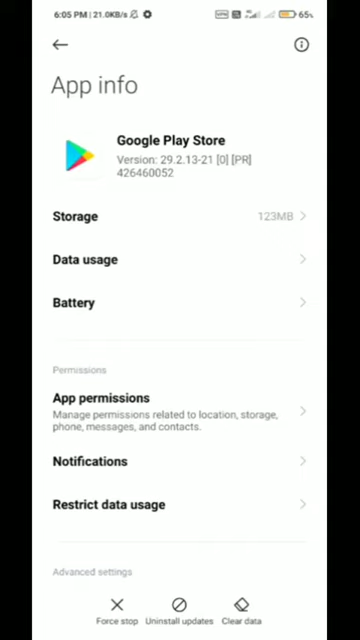 6:05 PM | 21.0KB/s
65%
App info
Google Play Store
Version: 29.2.13-21 [0] [PR]
426460052
Storage
123MB
Data usage
Battery
Permissions
App permissions
Manage permissions related to location, storage,
phone, messages, and contacts.
Notifications
Restrict data usage
Advanced settings
Force stop
Uninstall updates
Clear data